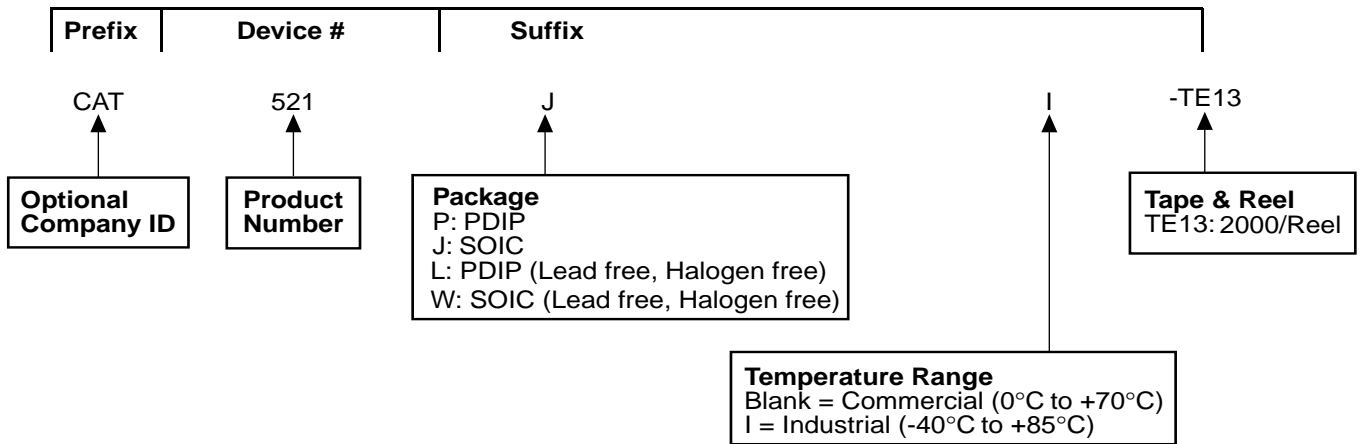 Prefix Device # Suffix
CAT 521 J I -TE13
Optional
Company ID
Product
Number
Package
P: PDIP
J: SOIC
L: PDIP (Lead free, Halogen free)
W: SOIC (Lead free, Halogen free)
Tape & Reel
TE13: 2000/Reel
Temperature Range
Blank = Commercial (0°C to +70°C)
I = Industrial (-40°C to +85°C)